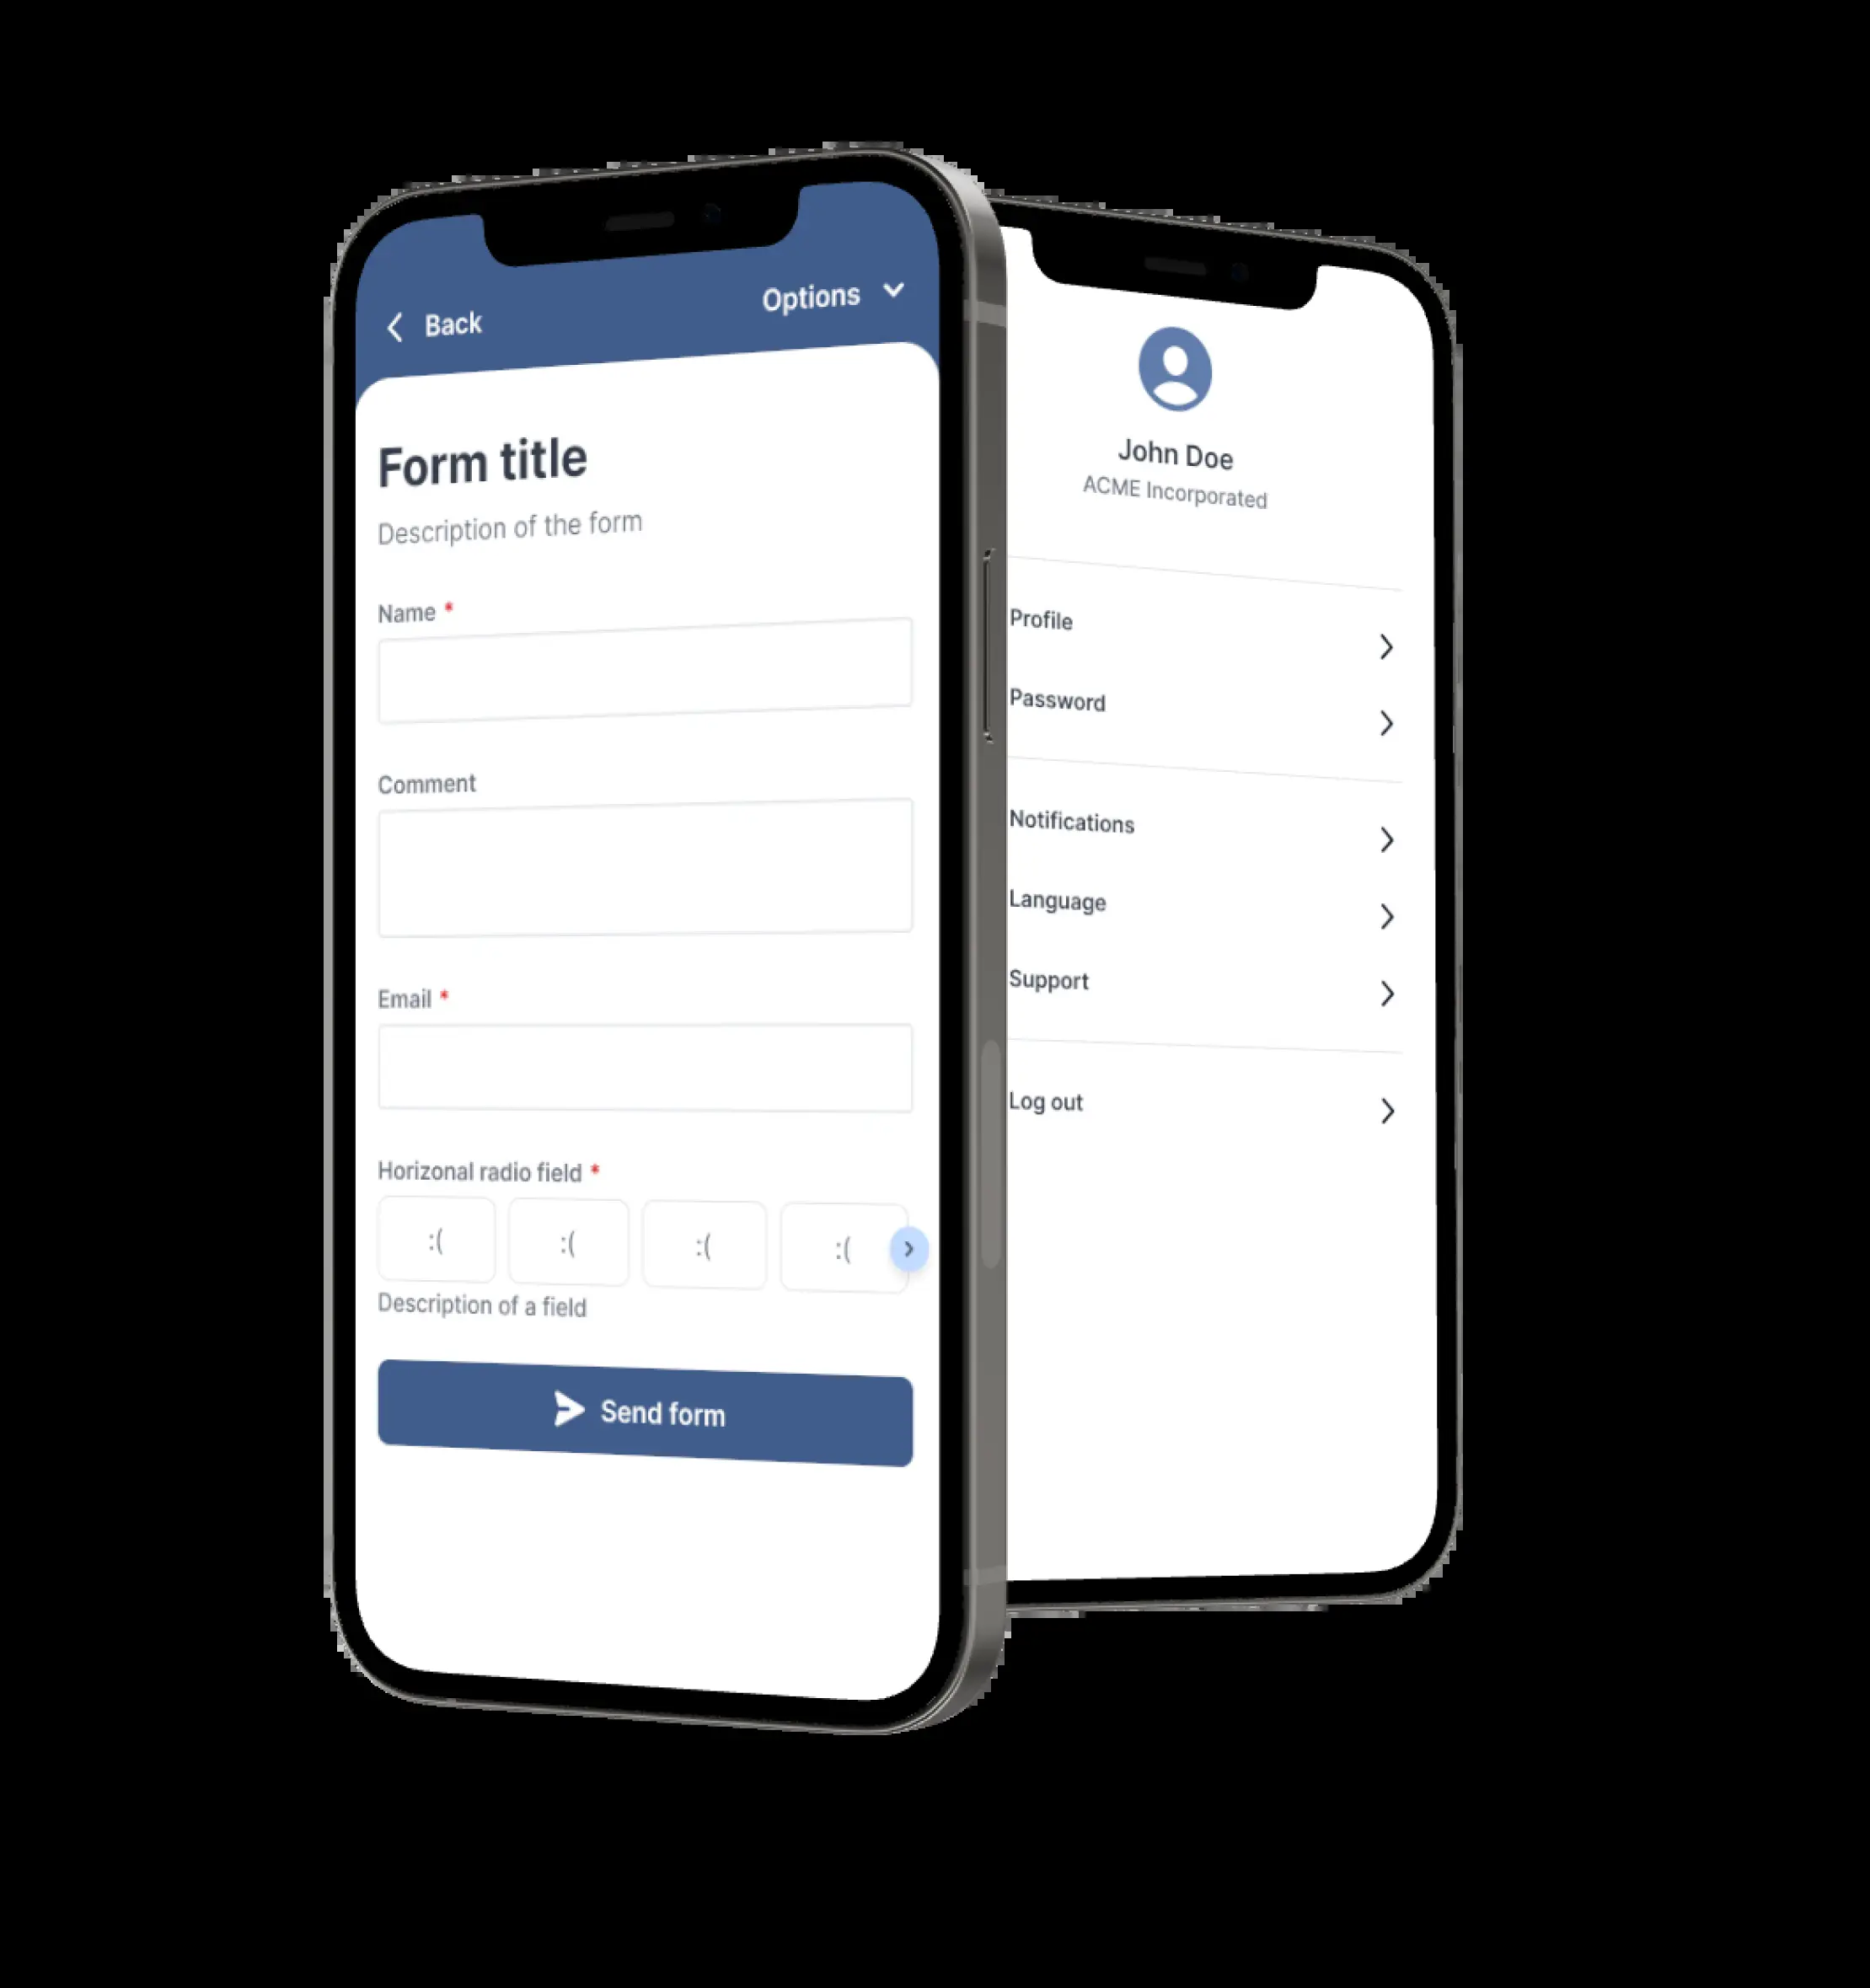 Back
Options
Form title
Description of the form
Name *
Comment
Email *
Horizonal radio field *
:( :( :( :(
Description of a field
Send form
John Doe
ACME Incorporated
Profile
Password
Notifications
Language
Support
Log out